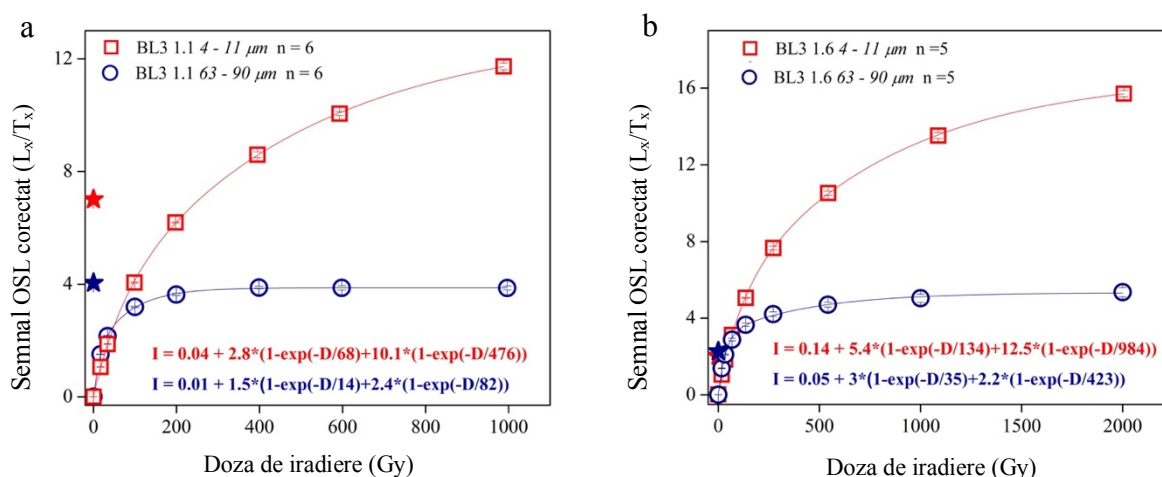 a
Semnal OSL corectat (Lₓ/Tₓ)
12
8
4
0
BL3 1.1 4 - 11 μm n = 6
BL3 1.1 63 - 90 μm n = 6
I = 0.04 + 2.8*(1-exp(-D/68)+10.1*(1-exp(-D/476))
I = 0.01 + 1.5*(1-exp(-D/14)+2.4*(1-exp(-D/82))
0 200 400 600 800 1000
Doza de iradiere (Gy)
b
Semnal OSL corectat (Lₓ/Tₓ)
16
12
8
4
0
BL3 1.6 4 - 11 μm n =5
BL3 1.6 63 - 90 μm n =5
I = 0.14 + 5.4*(1-exp(-D/134)+12.5*(1-exp(-D/984))
I = 0.05 + 3*(1-exp(-D/35)+2.2*(1-exp(-D/423))
0 500 1000 1500 2000
Doza de iradiere (Gy)